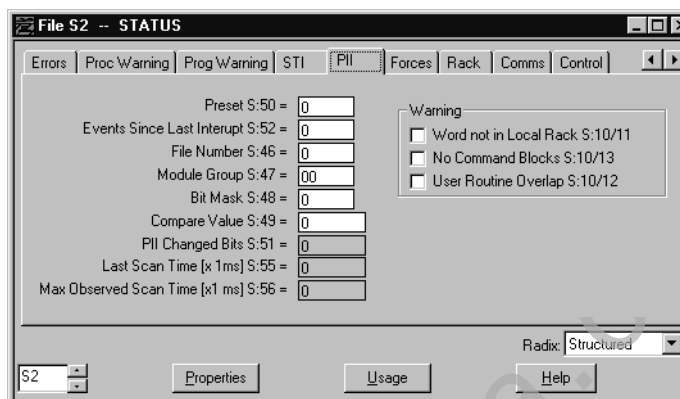 File S2 -- STATUS
Errors Proc Warning Prog Warning STI PII Forces Rack Comms Control
Preset S:50 = 0
Events Since Last Interupt S:52 = 0
File Number S:46 = 0
Module Group S:47 = 00
Bit Mask S:48 = 0
Compare Value S:49 = 0
PII Changed Bits S:51 = 0
Last Scan Time [x 1ms] S:55 = 0
Max Observed Scan Time [x1 ms] S:56 = 0
Warning
Word not in Local Rack S:10/11
No Command Blocks S:10/13
User Routine Overlap S:10/12
Radix: Structured
S2 Properties Usage Help